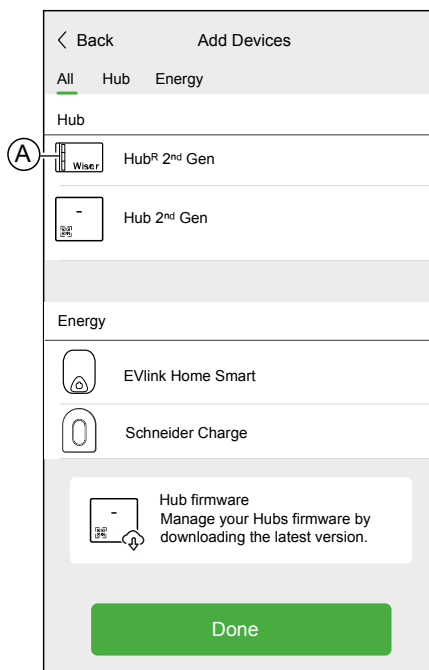 < Back Add Devices
All Hub Energy
Hub
A
Wiser
Hubᴿ 2ⁿᵈ Gen
Hub 2ⁿᵈ Gen
Energy
EVlink Home Smart
Schneider Charge
Hub firmware
Manage your Hubs firmware by
downloading the latest version.
Done